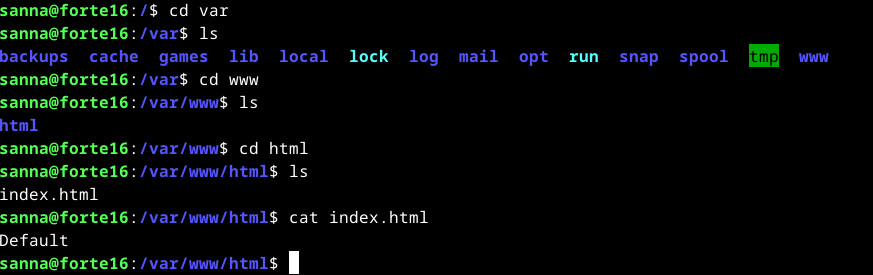 sanna@forte16:/$ cd var
sanna@forte16:/var$ ls
backups  cache  games  lib  local  lock  log  mail  opt  run  snap  spool  tmp  www
sanna@forte16:/var$ cd www
sanna@forte16:/var/www$ ls
html
sanna@forte16:/var/www$ cd html
sanna@forte16:/var/www/html$ ls
index.html
sanna@forte16:/var/www/html$ cat index.html
Default
sanna@forte16:/var/www/html$